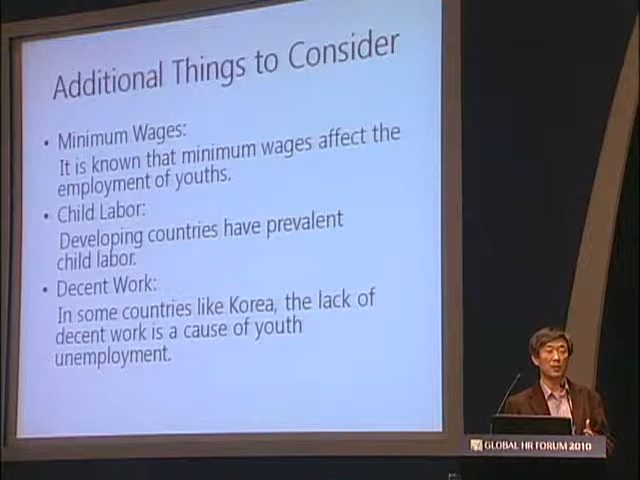 Additional Things to Consider
• Minimum Wages:
It is known that minimum wages affect the
employment of youths.
• Child Labor:
Developing countries have prevalent
child labor.
• Decent Work:
In some countries like Korea, the lack of
decent work is a cause of youth
unemployment.
GLOBAL HR FORUM 2010